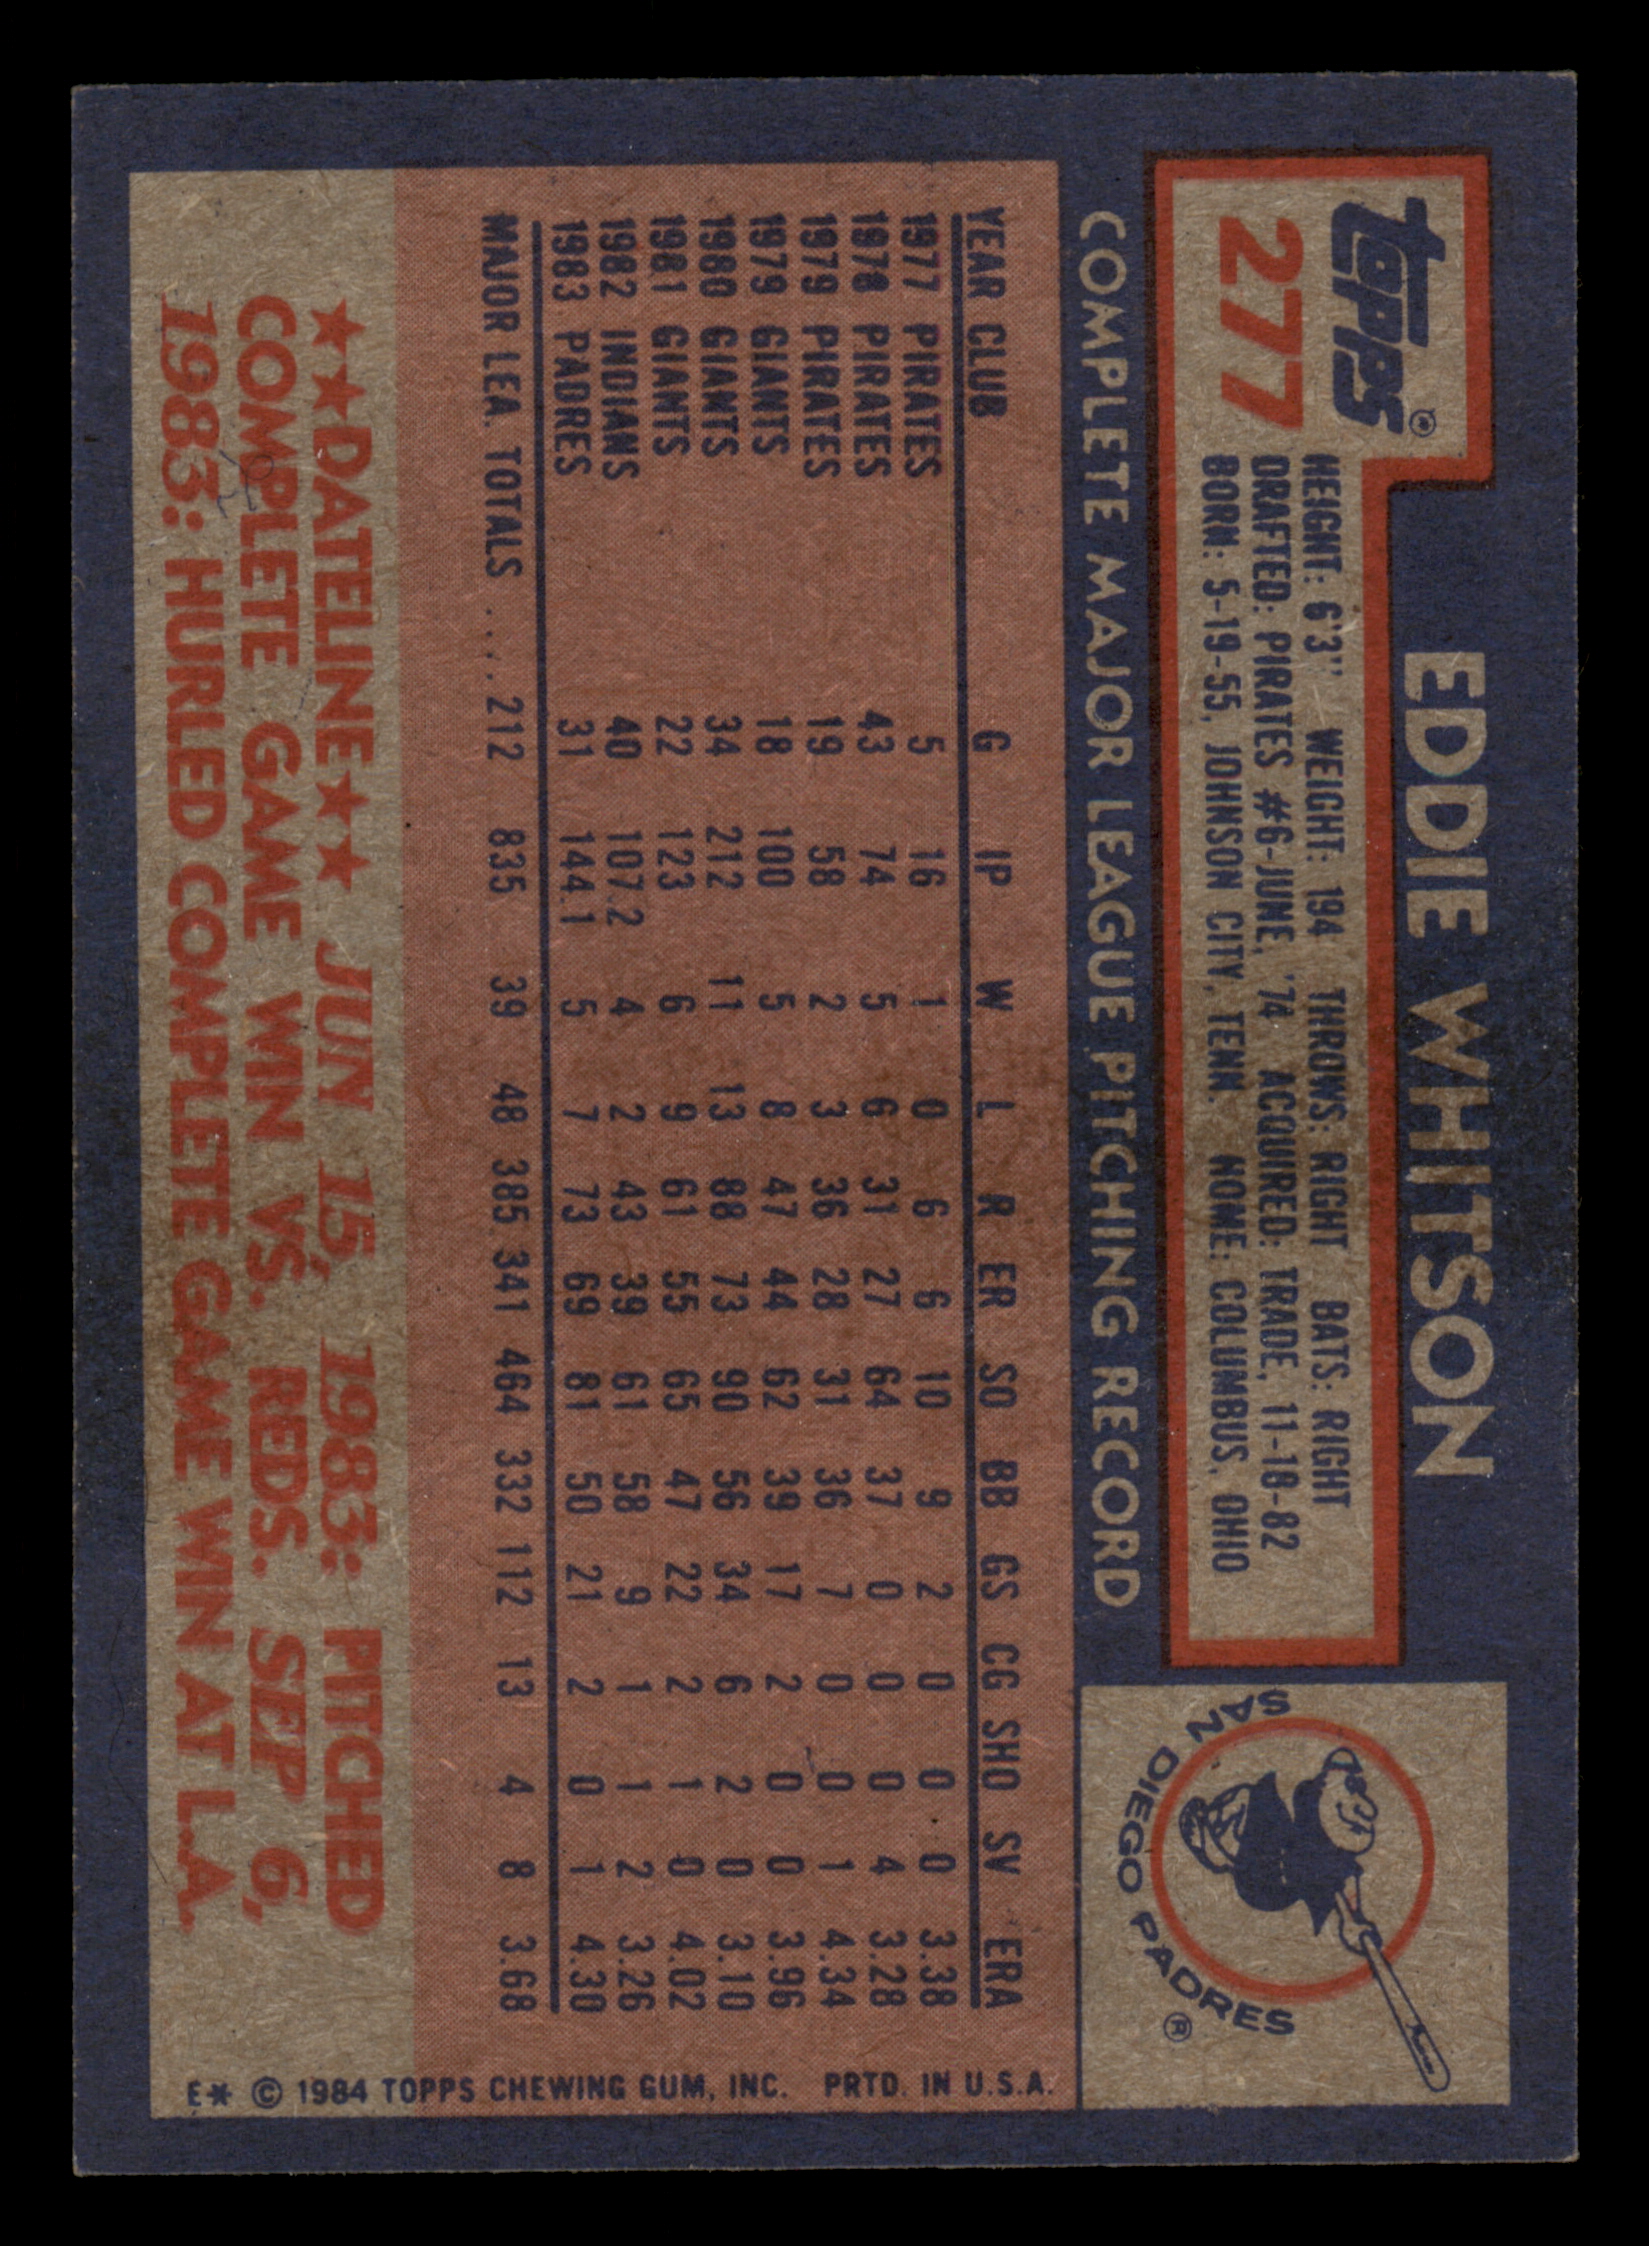 topps®
277
EDDIE WHITSON
HEIGHT: 6'3" WEIGHT: 194 THROWS: RIGHT BATS: RIGHT
DRAFTED: PIRATES #6-JUNE, '74 ACQUIRED: TRADE, 11-18-82
BORN: 5-19-55, JOHNSON CITY, TENN. HOME: COLUMBUS, OHIO
SAN DIEGO PADRES ®
COMPLETE MAJOR LEAGUE PITCHING RECORD
YEAR CLUB G IP W L R ER SO BB GS CG SHO SV ERA
1977 PIRATES 5 16 1 0 6 6 10 9 2 0 0 0 3.38
1978 PIRATES 43 74 5 6 31 27 64 37 0 0 0 4 3.28
1979 PIRATES 19 58 2 3 36 28 31 36 7 0 0 1 4.34
1979 GIANTS 18 100 5 8 47 44 62 39 17 2 0 0 3.96
1980 GIANTS 34 212 11 13 88 73 90 56 34 6 2 0 3.10
1981 GIANTS 22 123 6 9 61 55 65 47 22 2 1 0 4.02
1982 INDIANS 40 107.2 4 2 43 39 61 58 9 1 1 2 3.26
1983 PADRES 31 144.1 5 7 73 69 81 50 21 2 0 1 4.30
MAJOR LEA. TOTALS .... 212 835 39 48 385 341 464 332 112 13 4 8 3.68
★★DATELINE★★ JUN 15, 1983: PITCHED
COMPLETE GAME WIN VS. REDS. SEP 6,
1983: HURLED COMPLETE GAME WIN AT L.A.
E* © 1984 TOPPS CHEWING GUM, INC. PRTD. IN U.S.A.